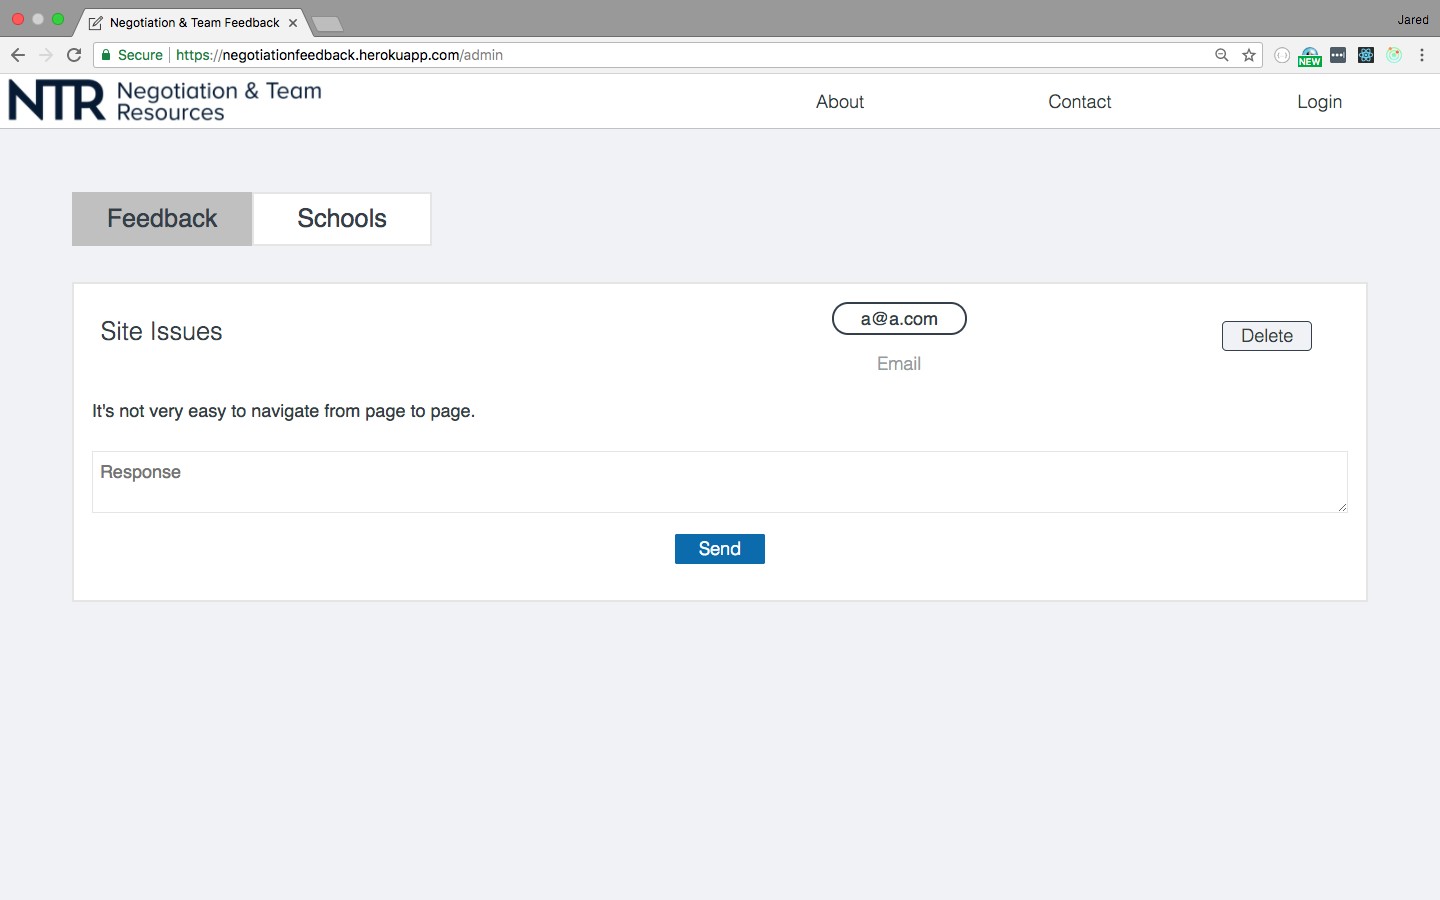 Negotiation & Team Feedback
Jared
Secure https://negotiationfeedback.herokuapp.com/admin
NEW
NTR Negotiation & Team Resources
About
Contact
Login
Feedback
Schools
Site Issues
a@a.com
Email
Delete
It's not very easy to navigate from page to page.
Response
Send